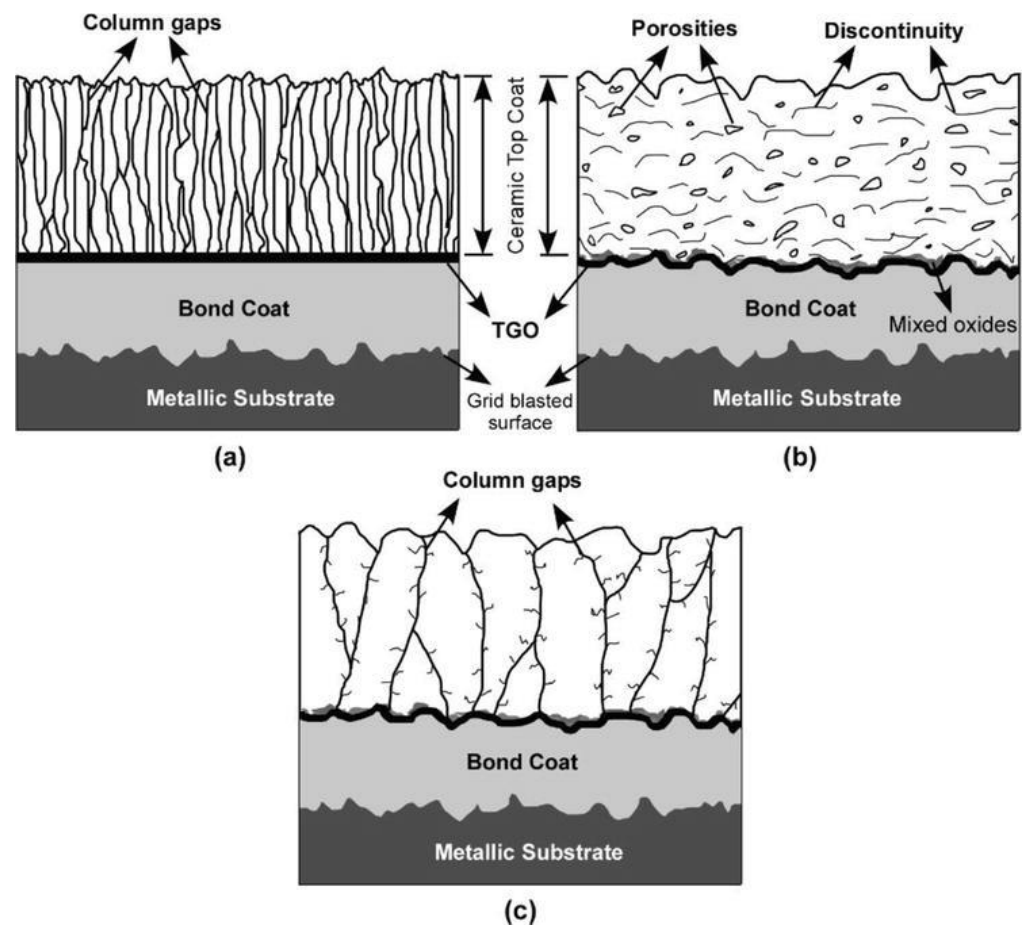 Column gaps
Ceramic Top Coat
Bond Coat
TGO
Metallic Substrate
Grid blasted
surface
(a)
Porosities
Discontinuity
Bond Coat
Mixed oxides
Metallic Substrate
(b)
Column gaps
Bond Coat
Metallic Substrate
(c)